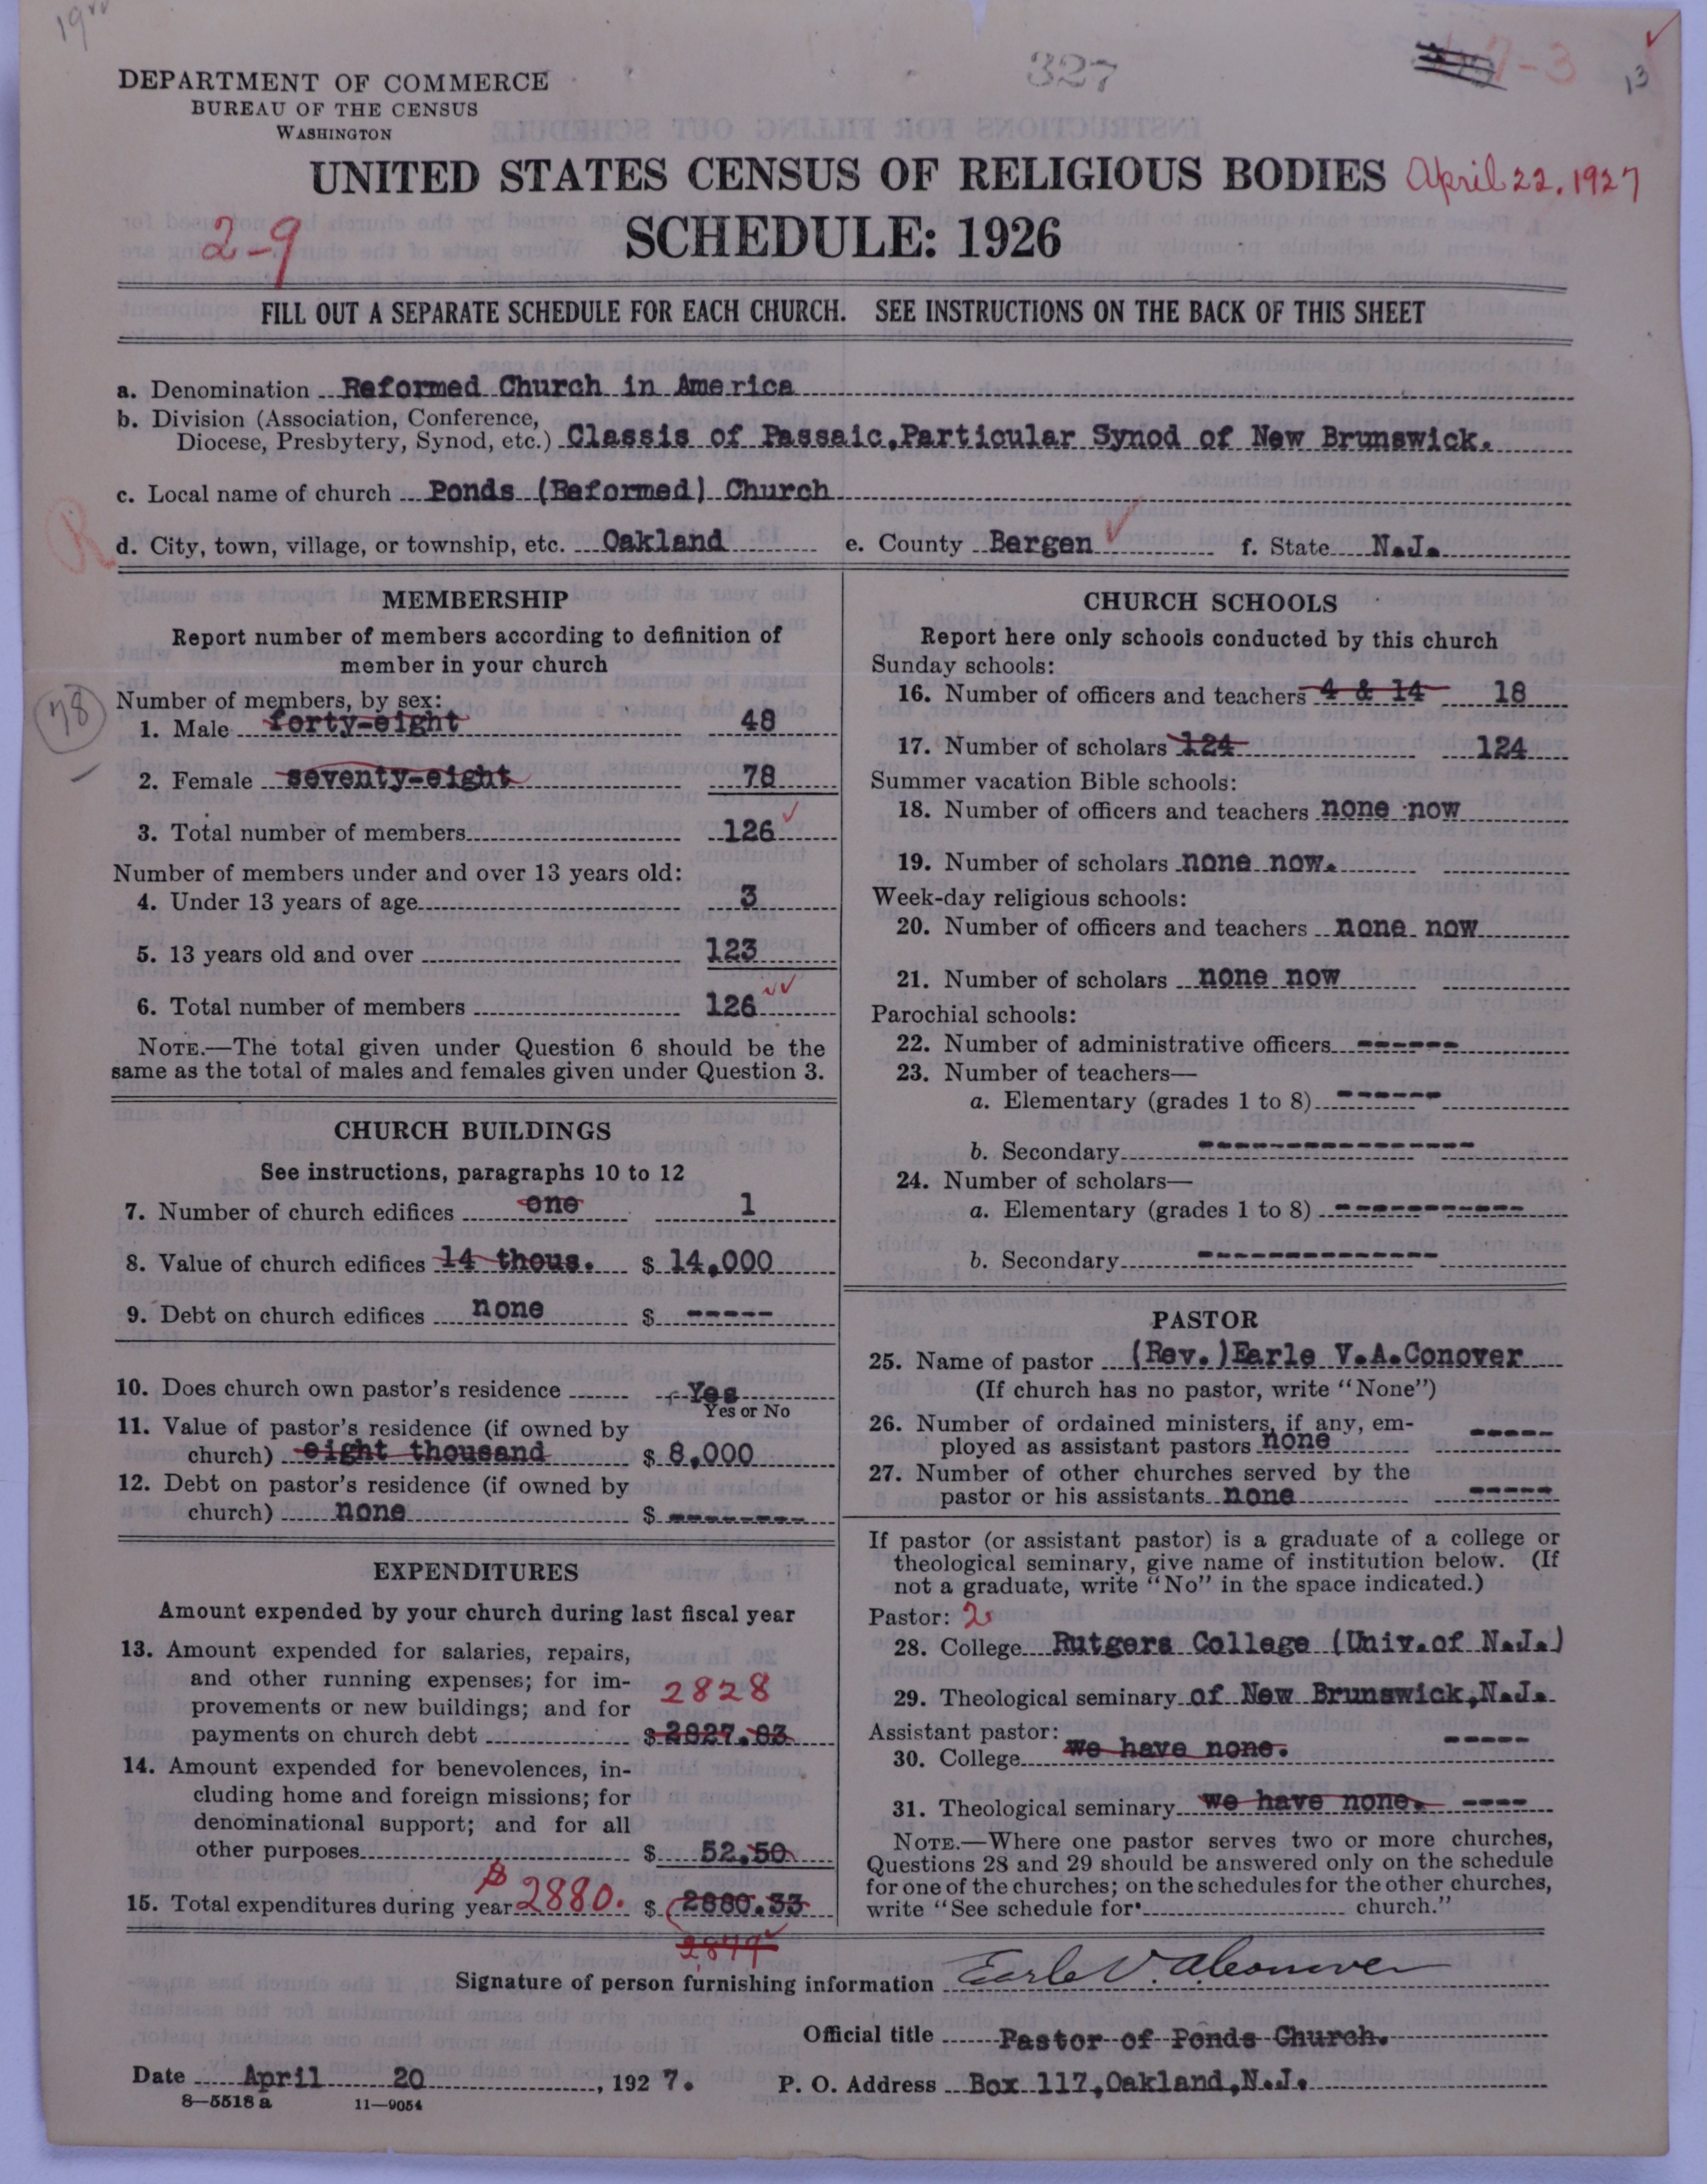 327
7-3
13
DEPARTMENT OF COMMERCE
BUREAU OF THE CENSUS
WASHINGTON
UNITED STATES CENSUS OF RELIGIOUS BODIES April 22, 1927
2-9 SCHEDULE: 1926
FILL OUT A SEPARATE SCHEDULE FOR EACH CHURCH. SEE INSTRUCTIONS ON THE BACK OF THIS SHEET
a. Denomination Reformed Church in America
b. Division (Association, Conference,
Diocese, Presbytery, Synod, etc.) Classis of Passaic,Particular Synod of New Brunswick.
c. Local name of church Ponds (Reformed) Church
R
d. City, town, village, or township, etc. Oakland e. County Bergen f. State N.J.
MEMBERSHIP
Report number of members according to definition of
member in your church
78
Number of members, by sex:
1. Male forty-eight 48
2. Female seventy-eight 78
3. Total number of members 126
Number of members under and over 13 years old:
4. Under 13 years of age 3
5. 13 years old and over 123
6. Total number of members 126
NOTE.—The total given under Question 6 should be the
same as the total of males and females given under Question 3.
CHURCH BUILDINGS
See instructions, paragraphs 10 to 12
7. Number of church edifices one 1
8. Value of church edifices 14 thous. $ 14,000
9. Debt on church edifices none $ -----
10. Does church own pastor's residence Yes
Yes or No
11. Value of pastor's residence (if owned by
church) eight thousand $ 8,000
12. Debt on pastor's residence (if owned by
church) none $ --------
EXPENDITURES
Amount expended by your church during last fiscal year
13. Amount expended for salaries, repairs,
and other running expenses; for im-
provements or new buildings; and for 2828
payments on church debt $ 2827.83
14. Amount expended for benevolences, in-
cluding home and foreign missions; for
denominational support; and for all
other purposes $ 52.50
15. Total expenditures during year $2880. $ 2880.33
2879
CHURCH SCHOOLS
Report here only schools conducted by this church
Sunday schools:
16. Number of officers and teachers 4 & 14 18
17. Number of scholars 124 124
Summer vacation Bible schools:
18. Number of officers and teachers none now
19. Number of scholars none now.
Week-day religious schools:
20. Number of officers and teachers none now
21. Number of scholars none now
Parochial schools:
22. Number of administrative officers ------
23. Number of teachers—
a. Elementary (grades 1 to 8) ------
b. Secondary ----------------
24. Number of scholars—
a. Elementary (grades 1 to 8) -----------
b. Secondary --------------
PASTOR
25. Name of pastor (Rev.)Earle V.A.Conover
(If church has no pastor, write "None")
26. Number of ordained ministers, if any, em-
ployed as assistant pastors none -----
27. Number of other churches served by the
pastor or his assistants none -----
If pastor (or assistant pastor) is a graduate of a college or
theological seminary, give name of institution below. (If
not a graduate, write "No" in the space indicated.)
Pastor: 2
28. College Rutgers College (Univ.of N.J.)
29. Theological seminary of New Brunswick,N.J.
Assistant pastor:
30. College we have none. -----
31. Theological seminary we have none. ----
NOTE.—Where one pastor serves two or more churches,
Questions 28 and 29 should be answered only on the schedule
for one of the churches; on the schedules for the other churches,
write "See schedule for church."
Signature of person furnishing information Earle V. A. Conover
Official title Pastor of Ponds Church.
Date April 20, 1927. P. O. Address Box 117,Oakland,N.J.
8—5518 a 11—9054